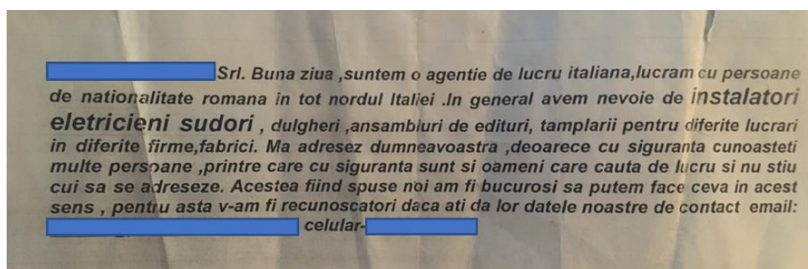 Srl. Buna ziua ,suntem o agentie de lucru italiana,lucram cu persoane
de nationalitate romana in tot nordul Italiei .In general avem nevoie de instalatori
eletricieni sudori , dulgheri ,ansambluri de edituri, tamplarii pentru diferite lucrari
in diferite firme,fabrici. Ma adresez dumneavoastra ,deoarece cu siguranta cunoasteti
multe persoane ,printre care cu siguranta sunt si oameni care cauta de lucru si nu stiu
cui sa se adreseze. Acestea fiind spuse noi am fi bucurosi sa putem face ceva in acest
sens , pentru asta v-am fi recunoscatori daca ati da lor datele noastre de contact email:
celular-